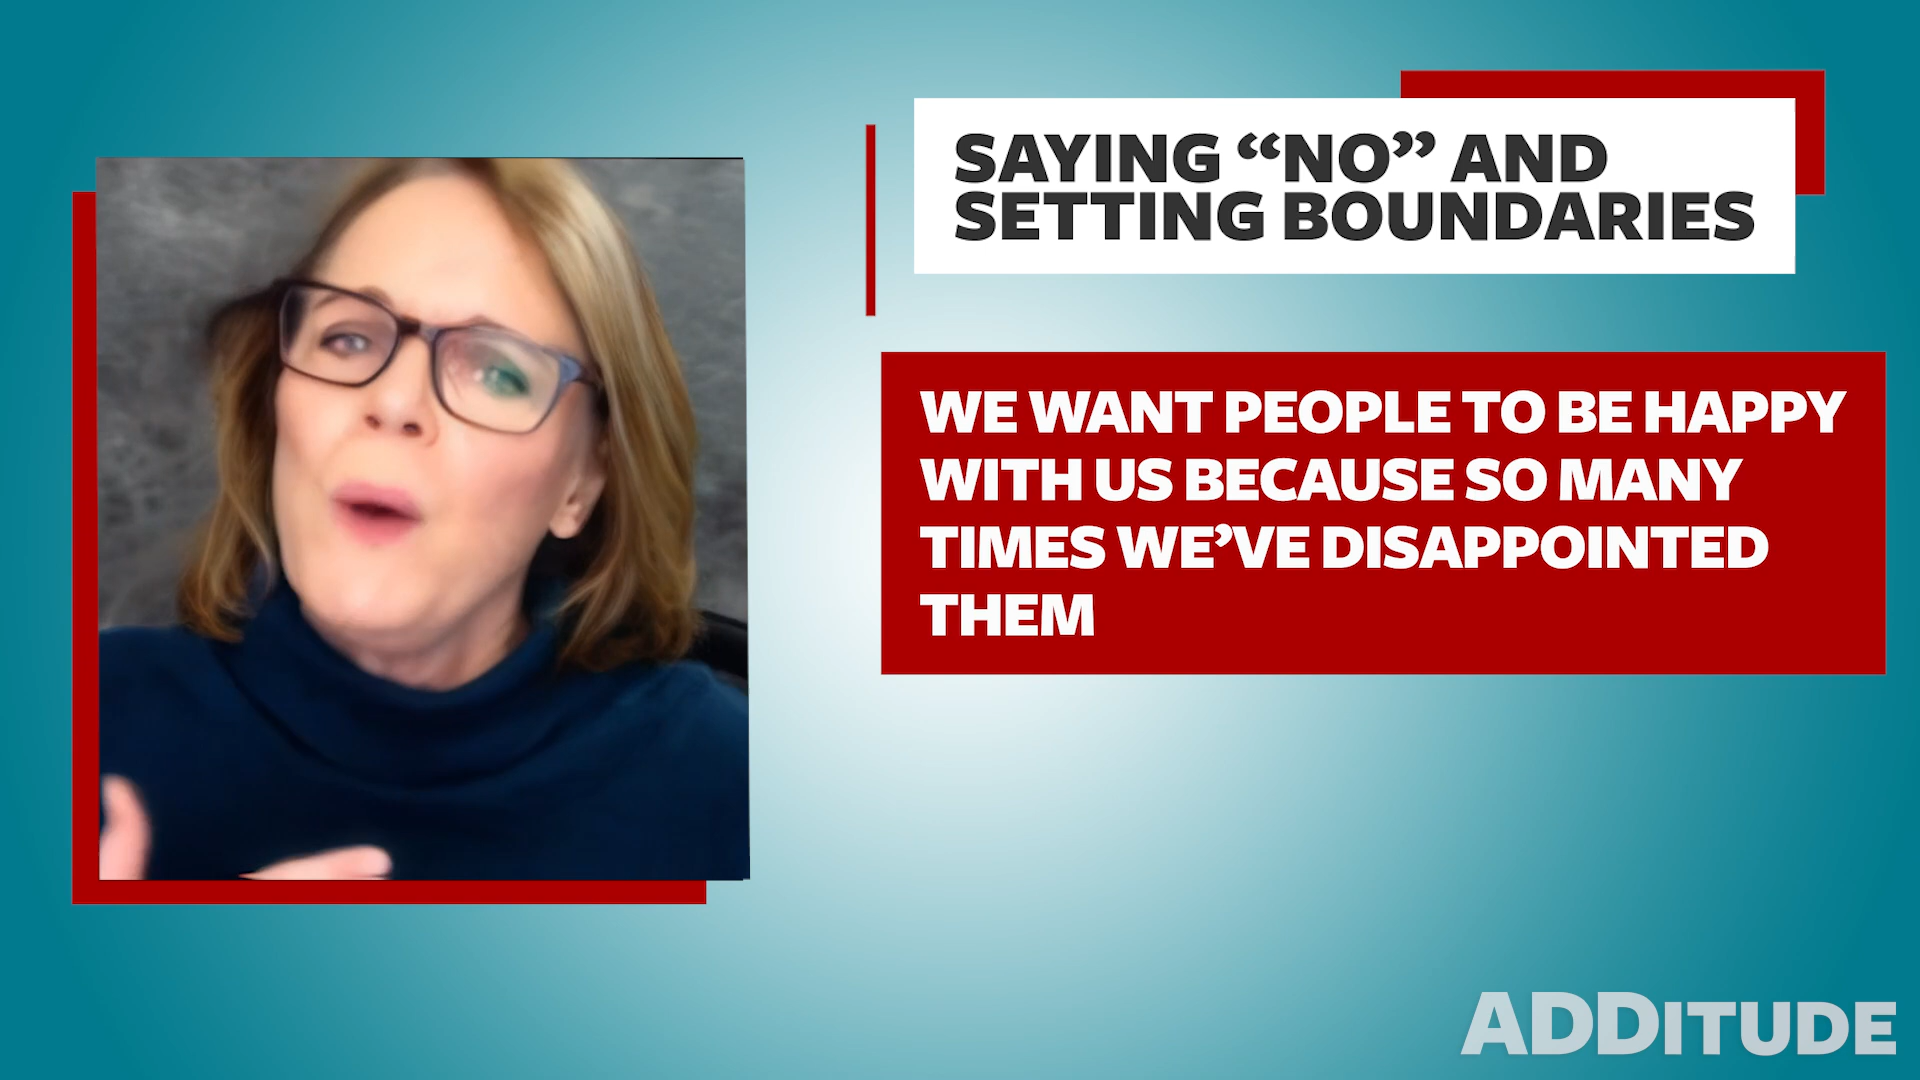 SAYING “NO” AND
SETTING BOUNDARIES
WE WANT PEOPLE TO BE HAPPY
WITH US BECAUSE SO MANY
TIMES WE’VE DISAPPOINTED
THEM
ADDITUDE